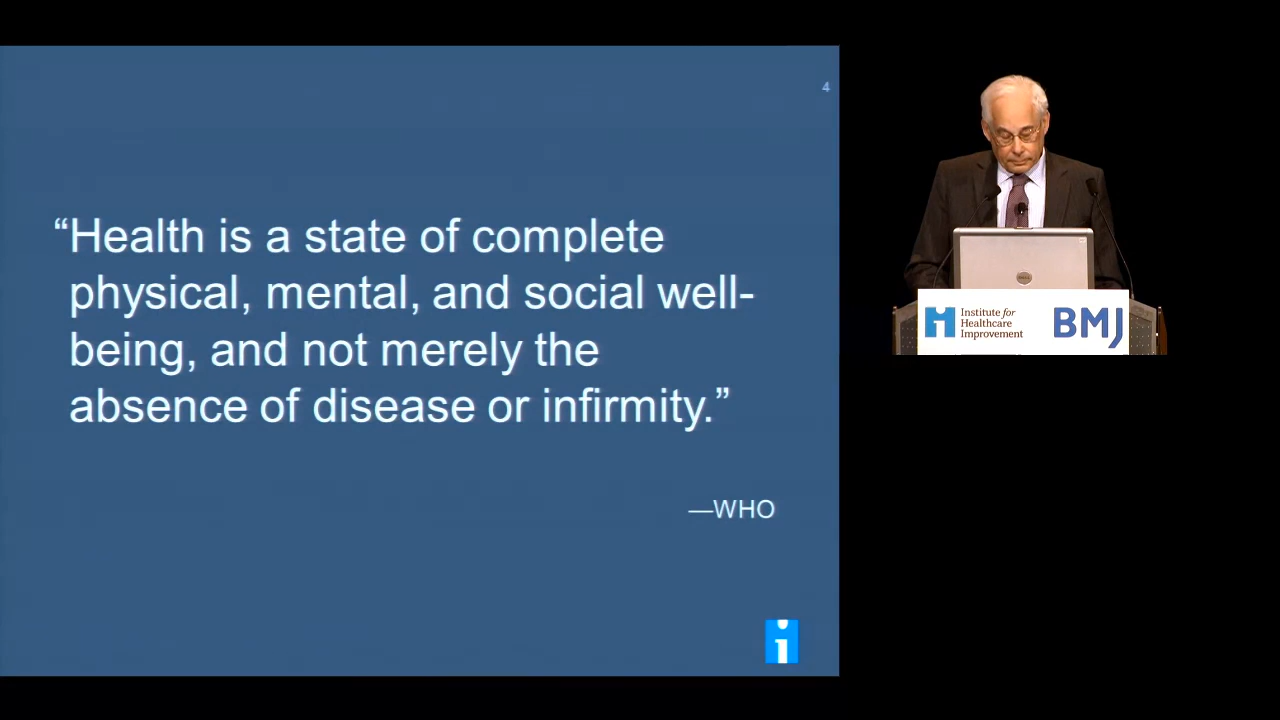 4
“Health is a state of complete
physical, mental, and social well-
being, and not merely the
absence of disease or infirmity.”
—WHO
i
Institute for
Healthcare
Improvement
BMJ
DELL